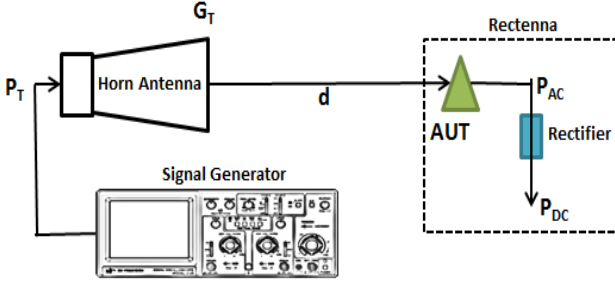 G_T
Rectenna
P_T
Horn Antenna
d
AUT
P_AC
Rectifier
P_DC
Signal Generator